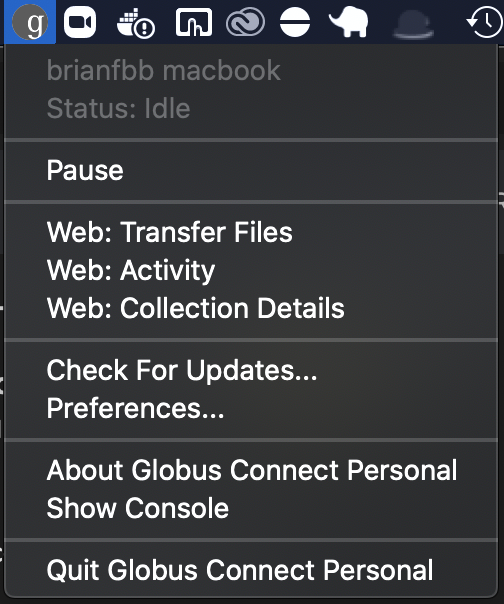 g
brianfbb macbook
Status: Idle
Pause
Web: Transfer Files
Web: Activity
Web: Collection Details
Check For Updates...
Preferences...
About Globus Connect Personal
Show Console
Quit Globus Connect Personal